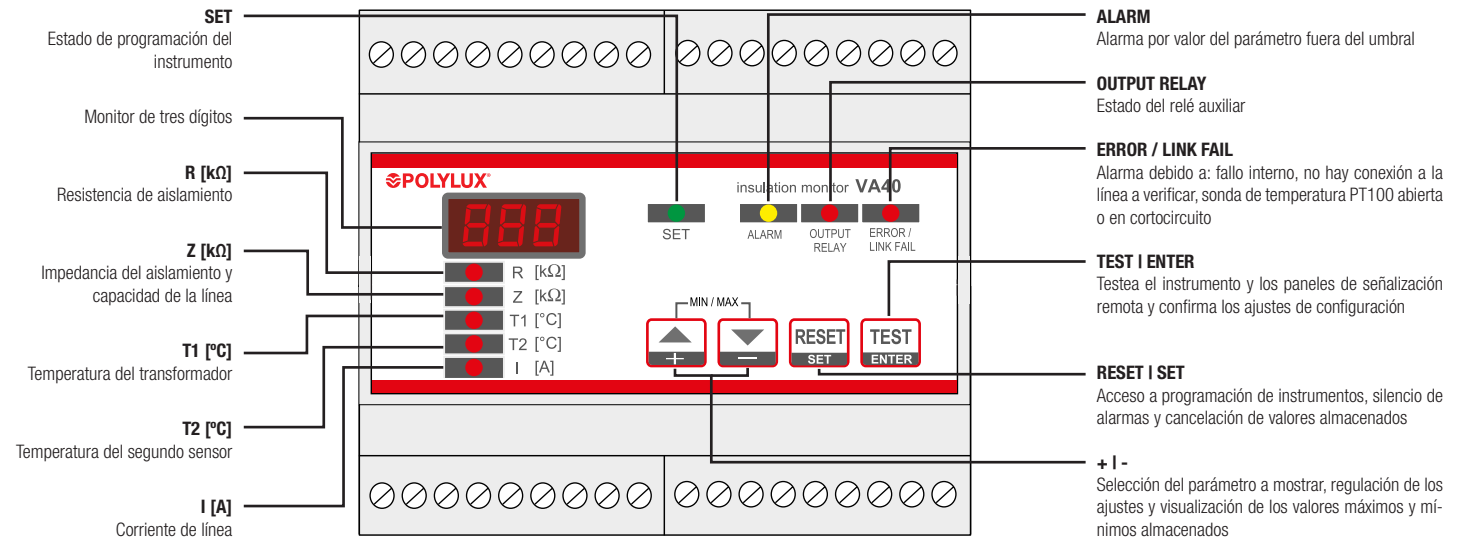 SET
Estado de programación del
instrumento
Monitor de tres dígitos
R [kΩ]
Resistencia de aislamiento
Z [kΩ]
Impedancia del aislamiento y
capacidad de la línea
T1 [ºC]
Temperatura del transformador
T2 [ºC]
Temperatura del segundo sensor
I [A]
Corriente de línea
POLYLUX®
insulation monitor VA40
888
SET
ALARM
OUTPUT
RELAY
ERROR /
LINK FAIL
R [kΩ]
Z [kΩ]
T1 [°C]
T2 [°C]
I [A]
MIN / MAX
+
−
RESET
SET
TEST
ENTER
ALARM
Alarma por valor del parámetro fuera del umbral
OUTPUT RELAY
Estado del relé auxiliar
ERROR / LINK FAIL
Alarma debido a: fallo interno, no hay conexión a la
línea a verificar, sonda de temperatura PT100 abierta
o en cortocircuito
TEST | ENTER
Testea el instrumento y los paneles de señalización
remota y confirma los ajustes de configuración
RESET | SET
Acceso a programación de instrumentos, silencio de
alarmas y cancelación de valores almacenados
+ | -
Selección del parámetro a mostrar, regulación de los
ajustes y visualización de los valores máximos y mí-
nimos almacenados